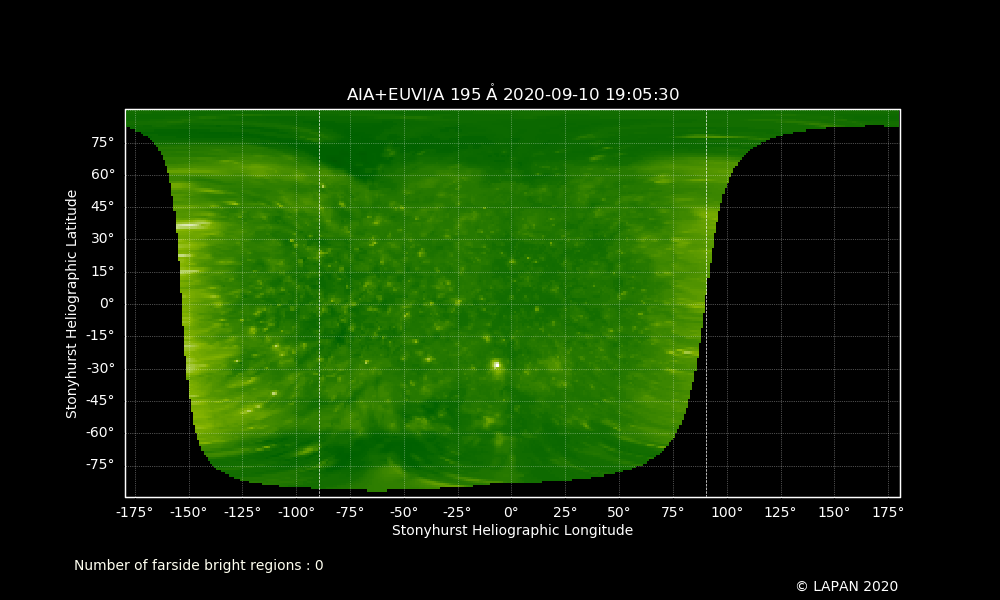 AIA+EUVI/A 195 Å 2020-09-10 19:05:30
Stonyhurst Heliographic Latitude
75°
60°
45°
30°
15°
0°
-15°
-30°
-45°
-60°
-75°
-175° -150° -125° -100° -75° -50° -25° 0° 25° 50° 75° 100° 125° 150° 175°
Stonyhurst Heliographic Longitude
Number of farside bright regions : 0
© LAPAN 2020